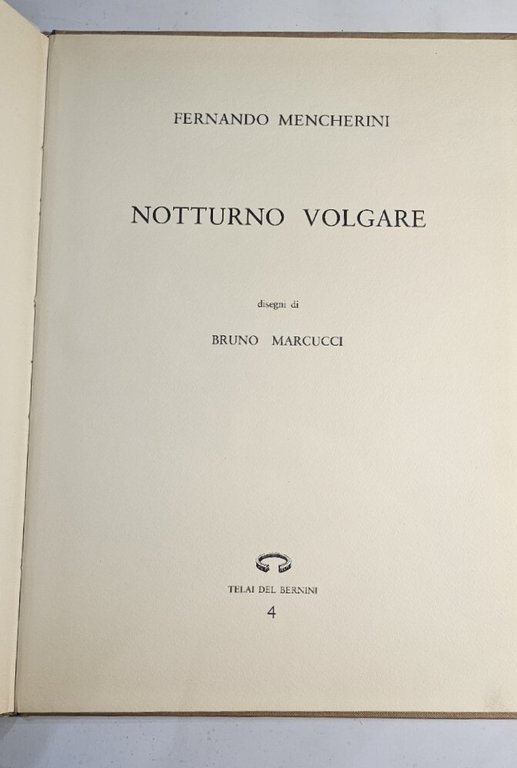 FERNANDO MENCHERINI
NOTTURNO VOLGARE
disegni di
BRUNO MARCUCCI
TELAI DEL BERNINI
4